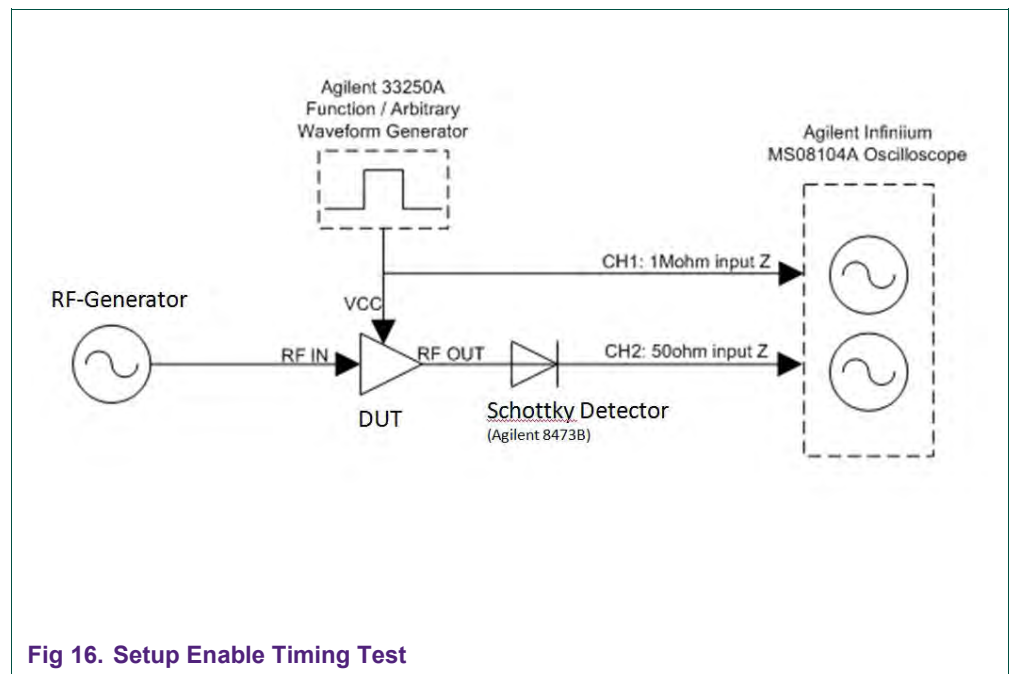 Agilent 33250A
Function / Arbitrary
Waveform Generator
Agilent Infiniium
MS08104A Oscilloscope
CH1: 1Mohm input Z
RF-Generator
VCC
RF IN
RF OUT
CH2: 50ohm input Z
DUT
Schottky Detector
(Agilent 8473B)
Fig 16. Setup Enable Timing Test